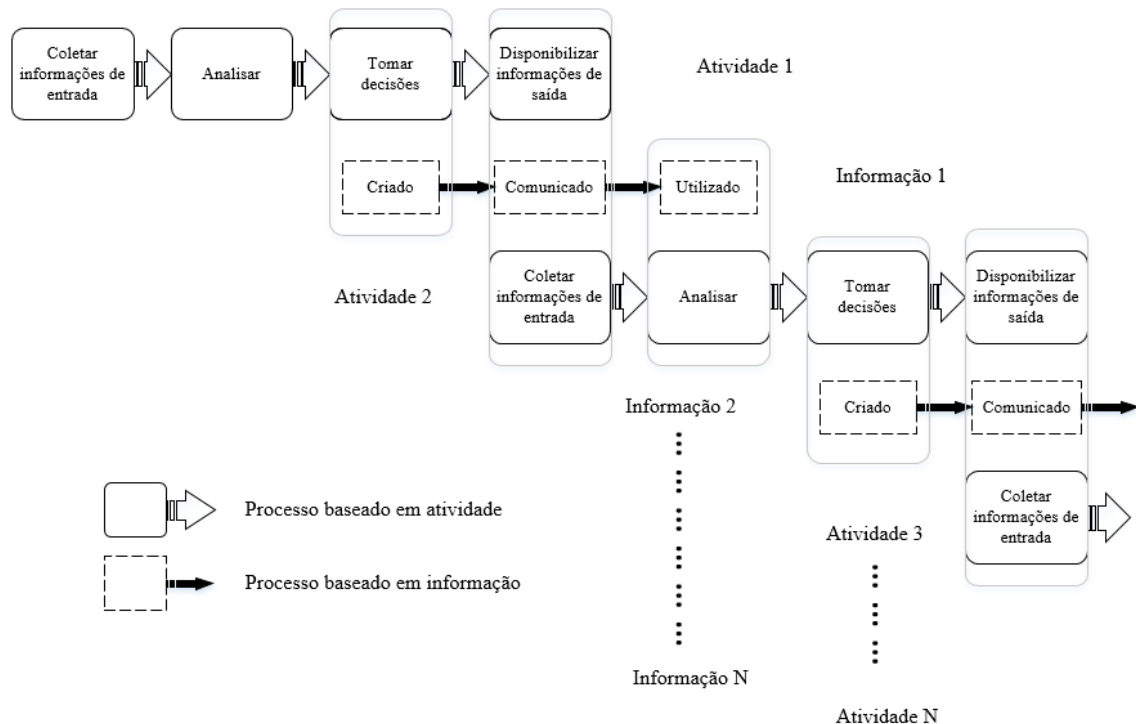 Coletar
informações de
entrada
Analisar
Tomar
decisões
Disponibilizar
informações de
saída
Atividade 1
Criado
Comunicado
Utilizado
Informação 1
Atividade 2
Coletar
informações de
entrada
Analisar
Tomar
decisões
Disponibilizar
informações de
saída
Informação 2
Criado
Comunicado
Processo baseado em atividade
Coletar
informações de
entrada
Atividade 3
Processo baseado em informação
Informação N
Atividade N